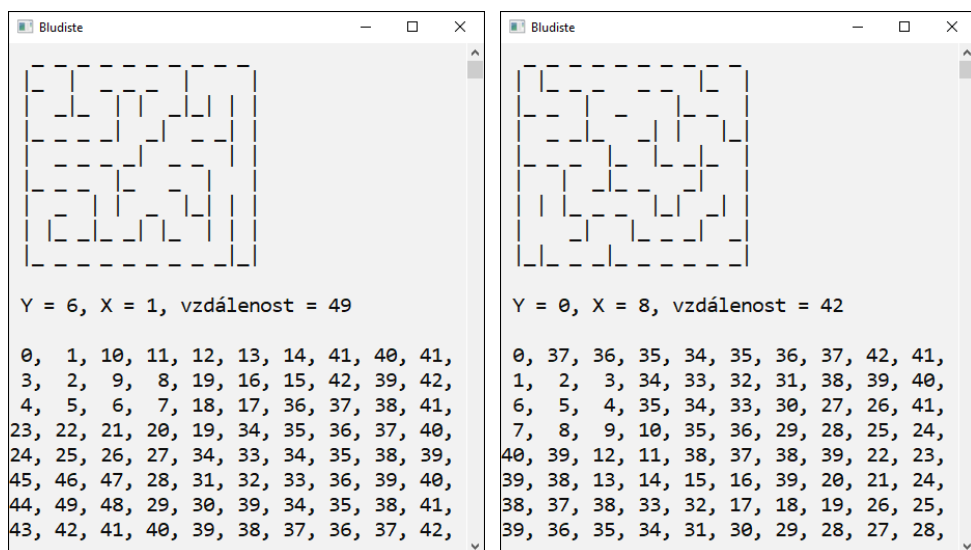 Bludiste
Y = 6, X = 1, vzdálenost = 49
0, 1, 10, 11, 12, 13, 14, 41, 40, 41,
3, 2, 9, 8, 19, 16, 15, 42, 39, 42,
4, 5, 6, 7, 18, 17, 36, 37, 38, 41,
23, 22, 21, 20, 19, 34, 35, 36, 37, 40,
24, 25, 26, 27, 34, 33, 34, 35, 38, 39,
45, 46, 47, 28, 31, 32, 33, 36, 39, 40,
44, 49, 48, 29, 30, 39, 34, 35, 38, 41,
43, 42, 41, 40, 39, 38, 37, 36, 37, 42,
Bludiste
Y = 0, X = 8, vzdálenost = 42
0, 37, 36, 35, 34, 35, 36, 37, 42, 41,
1, 2, 3, 34, 33, 32, 31, 38, 39, 40,
6, 5, 4, 35, 34, 33, 30, 27, 26, 41,
7, 8, 9, 10, 35, 36, 29, 28, 25, 24,
40, 39, 12, 11, 38, 37, 38, 39, 22, 23,
39, 38, 13, 14, 15, 16, 39, 20, 21, 24,
38, 37, 38, 33, 32, 17, 18, 19, 26, 25,
39, 36, 35, 34, 31, 30, 29, 28, 27, 28,